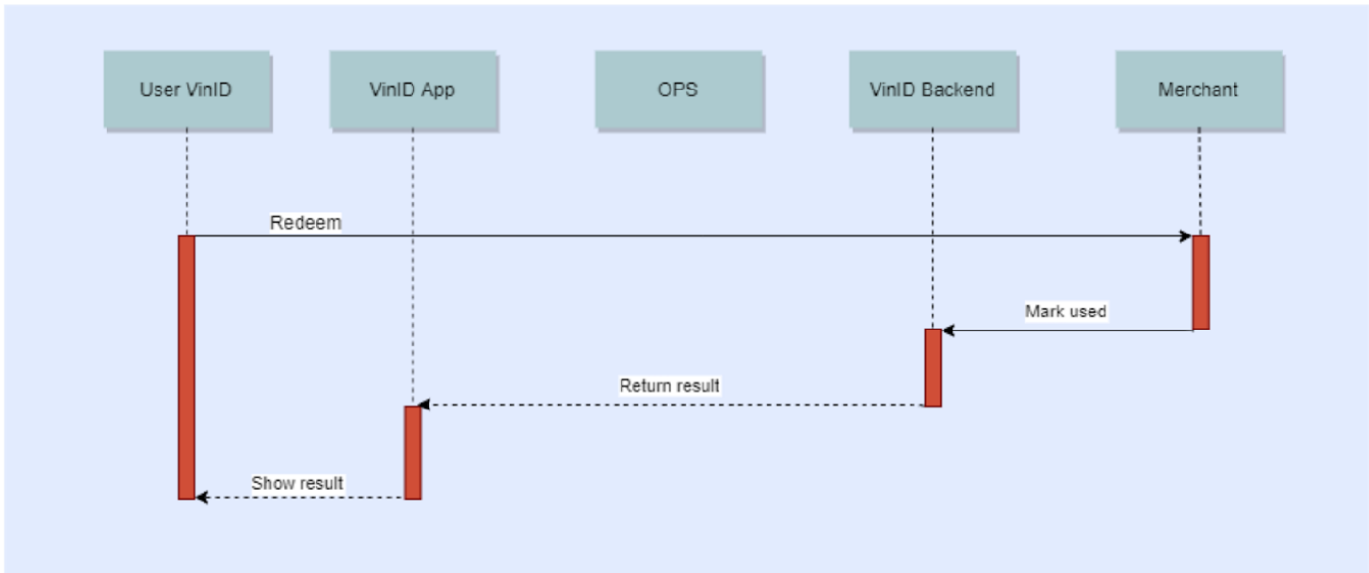 User VinID
VinID App
OPS
VinID Backend
Merchant
Redeem
Mark used
Return result
Show result